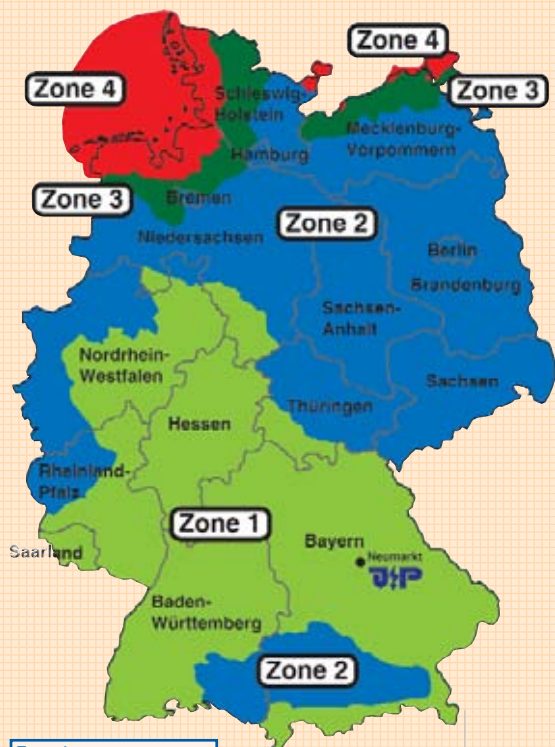 Zone 4
Zone 4
Zone 3
Schleswig-
Holstein
Mecklenburg-
Vorpommern
Hamburg
Zone 3
Bremen
Zone 2
Niedersachsen
Berlin
Brandenburg
Sachsen-
Anhalt
Nordrhein-
Westfalen
Sachsen
Thüringen
Hessen
Rheinland-
Pfalz
Zone 1
Saarland
Bayern
Neumarkt
Baden-
Württemberg
Zone 2